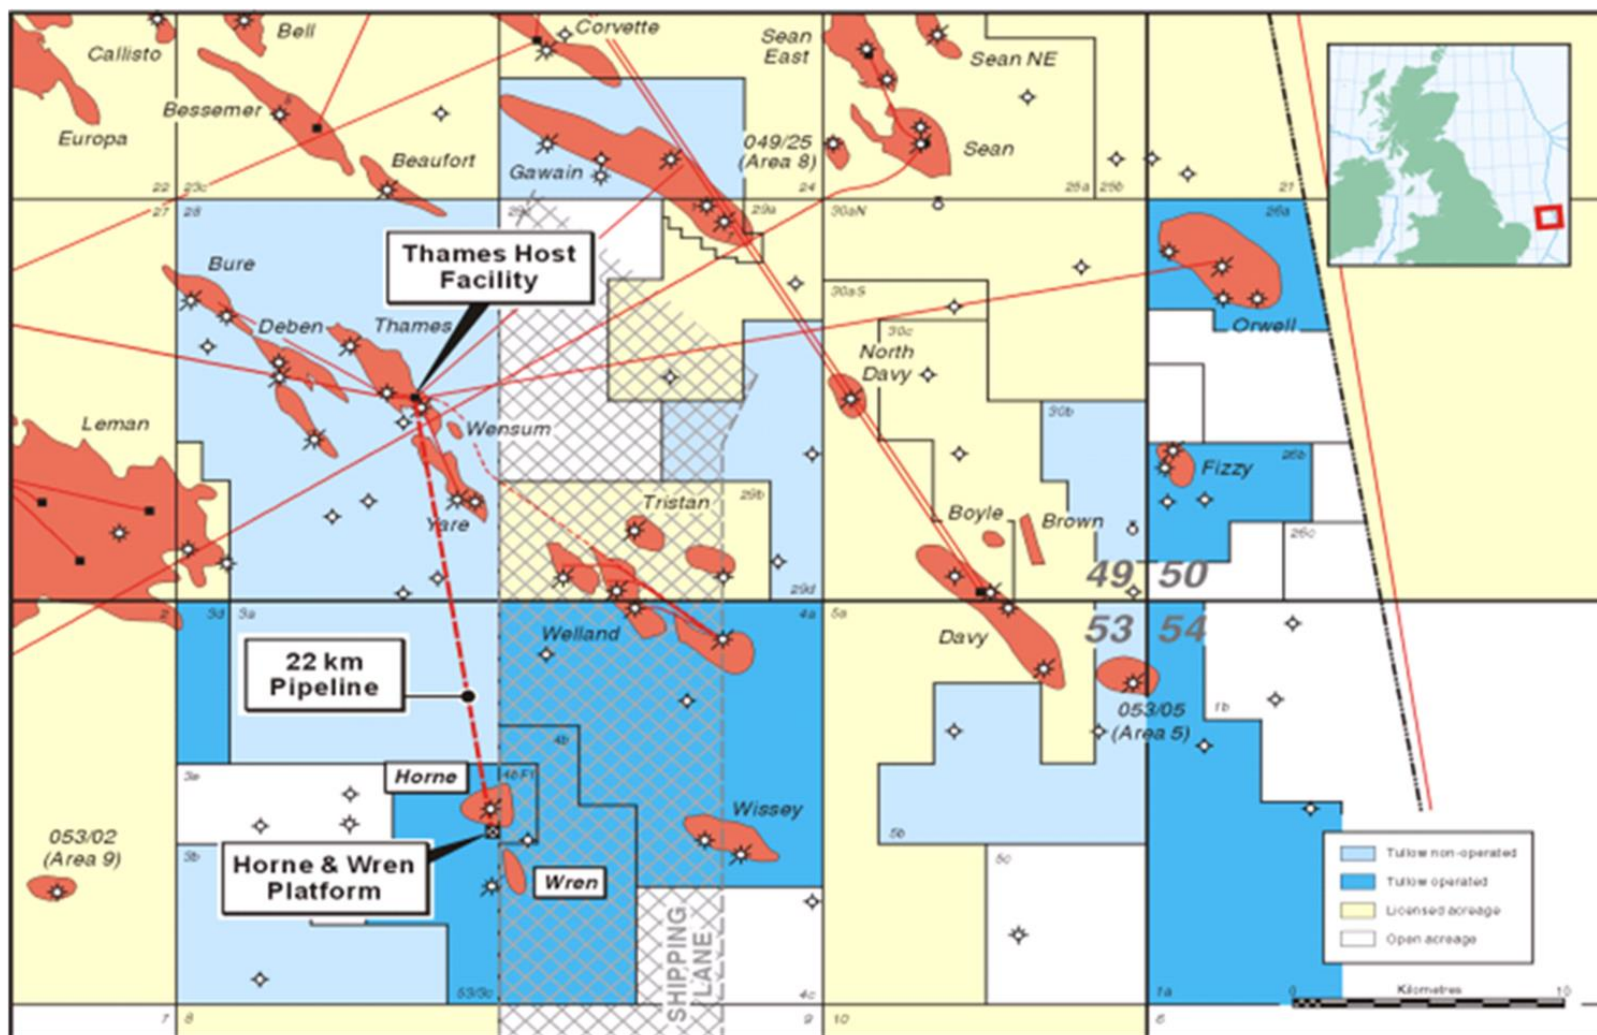 Callisto
Bell
Corvette
Sean
East
Sean NE
Europa
Bessemer
Beaufort
Gawain
049/25
(Area 8)
Sean
22
23c
24
25a
25b
21
27
28
29a
30aN
26a
Thames Host
Facility
Bure
Deben
Thames
30aS
30c
Orwell
North
Davy
30b
Leman
Wensum
Fizzy
26b
Yare
Tristan
29b
Boyle
Brown
26c
49
50
29d
2
3d
3a
4a
5a
53
54
Welland
Davy
22 km
Pipeline
053/05
(Area 5)
1b
4b
3e
Horne
Wissey
053/02
(Area 9)
5b
3b
5c
Horne & Wren
Platform
Wren
Tullow non-operated
Tullow operated
Licensed acreage
Open acreage
SHIPPING
LANE
53/3c
4c
1a
0
Kilometres
10
7
8
9
10
6